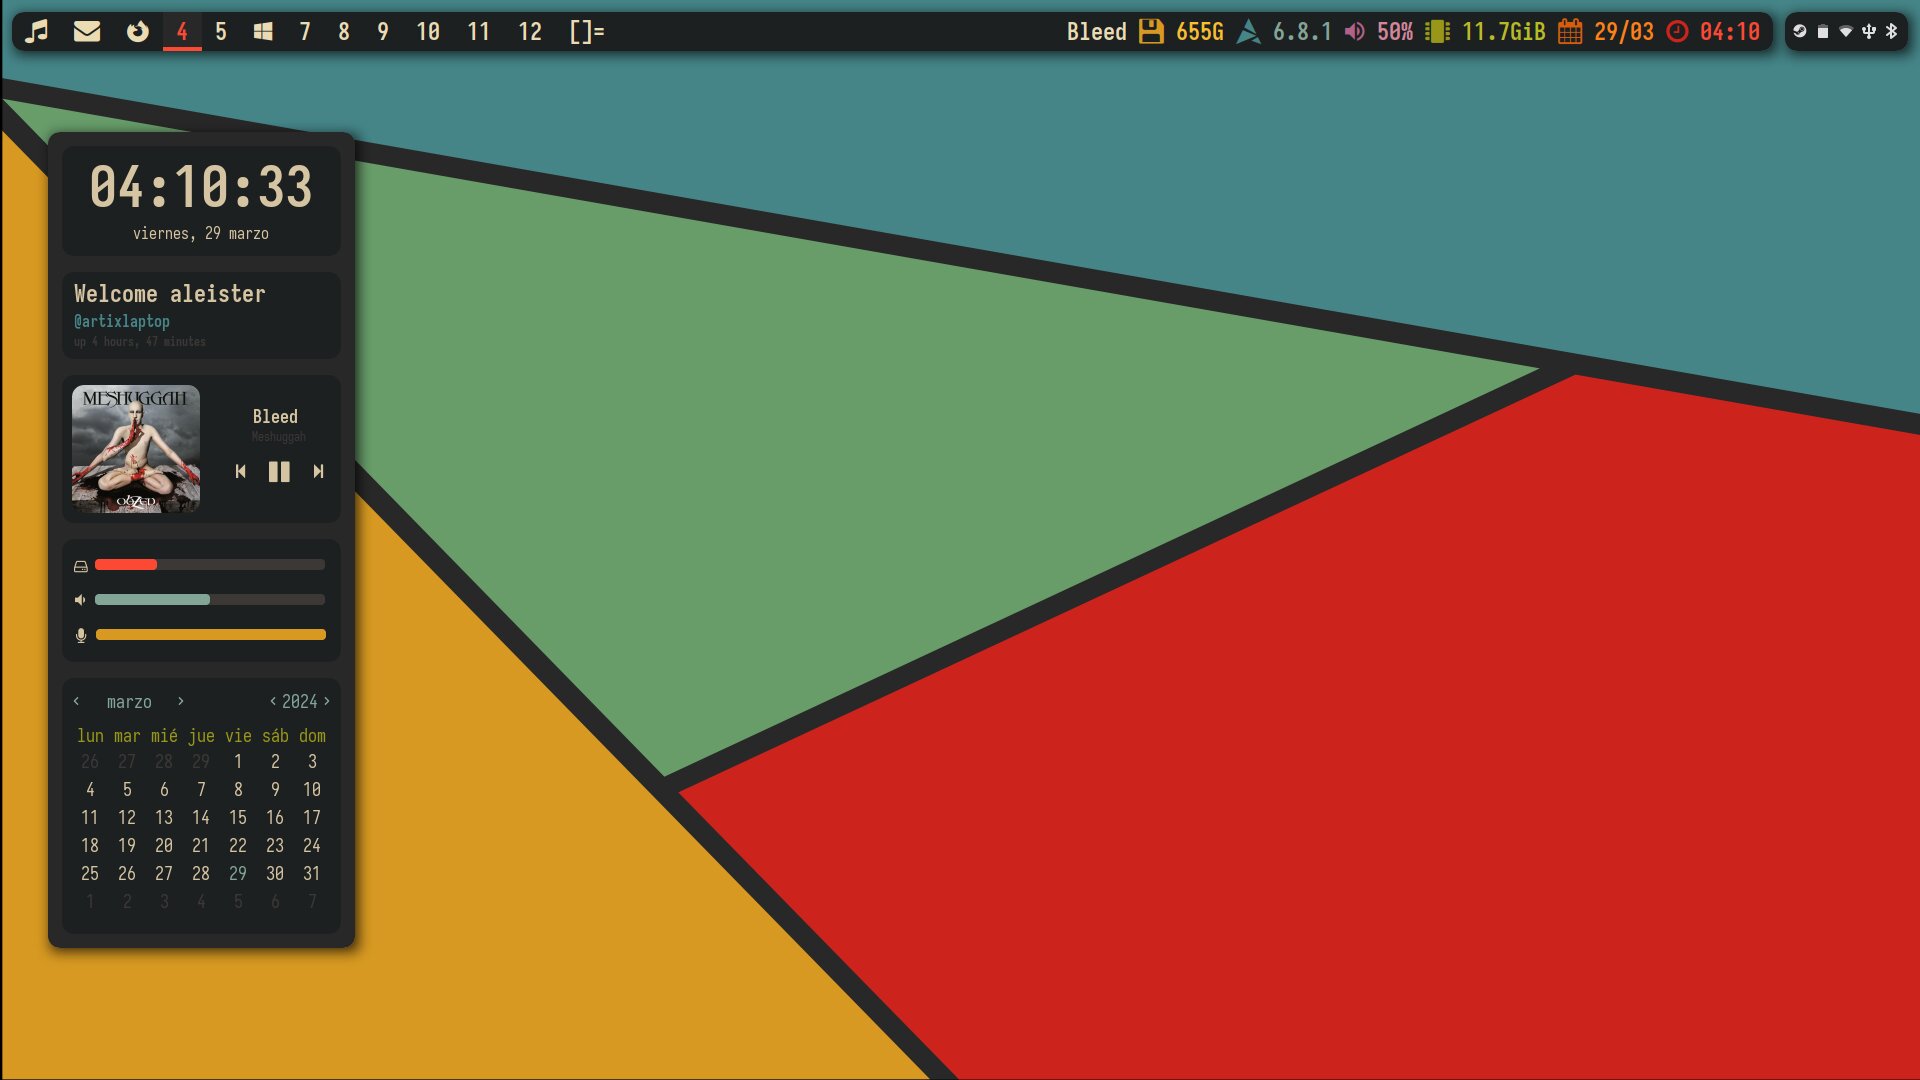 4 5 7 8 9 10 11 12 []= Bleed 655G 6.8.1 50% 11.7GiB 29/03 04:10
04:10:33
viernes, 29 marzo
Welcome aleister
@artixlaptop
up 4 hours, 47 minutes
MESHUGGAH
obZen
Bleed
Meshuggah
< marzo > < 2024 >
lun mar mié jue vie sáb dom
26 27 28 29 1 2 3
4 5 6 7 8 9 10
11 12 13 14 15 16 17
18 19 20 21 22 23 24
25 26 27 28 29 30 31
1 2 3 4 5 6 7